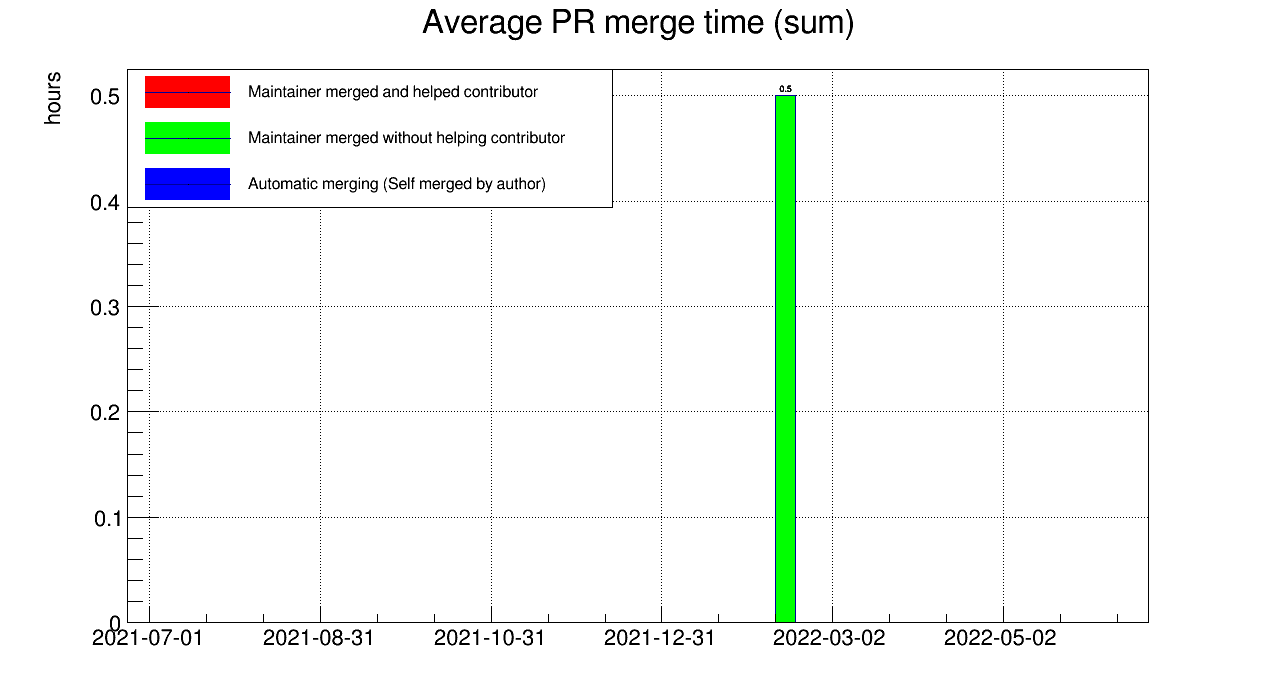 Average PR merge time (sum)
hours
Maintainer merged and helped contributor
Maintainer merged without helping contributor
Automatic merging (Self merged by author)
0.5
0.5
0.4
0.3
0.2
0.1
0
2021-07-01 2021-08-31 2021-10-31 2021-12-31 2022-03-02 2022-05-02